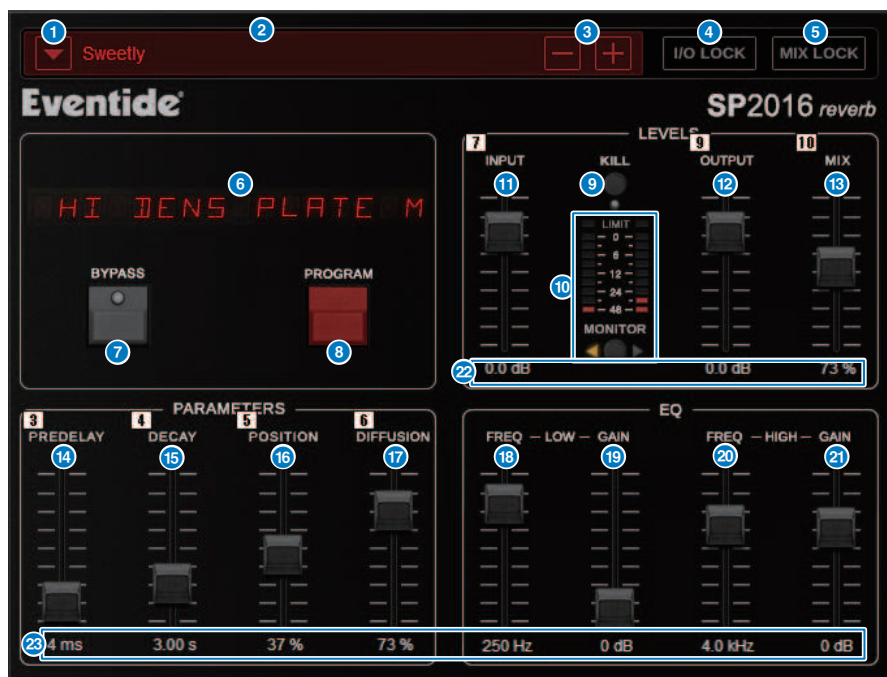 1 2 3 4 5
Sweetly − + I/O LOCK MIX LOCK
Eventide SP2016 reverb
LEVELS
7 9 10
INPUT KILL OUTPUT MIX
6 11 9 12 13
HI DENS PLATE M
LIMIT
0
6
12
24
48
10
BYPASS PROGRAM
MONITOR
7 8
22 0.0 dB 0.0 dB 73 %
PARAMETERS EQ
3 4 5 6
PREDELAY DECAY POSITION DIFFUSION FREQ — LOW — GAIN FREQ — HIGH — GAIN
14 15 16 17 18 19 20 21
23 4 ms 3.00 s 37 % 73 % 250 Hz 0 dB 4.0 kHz 0 dB